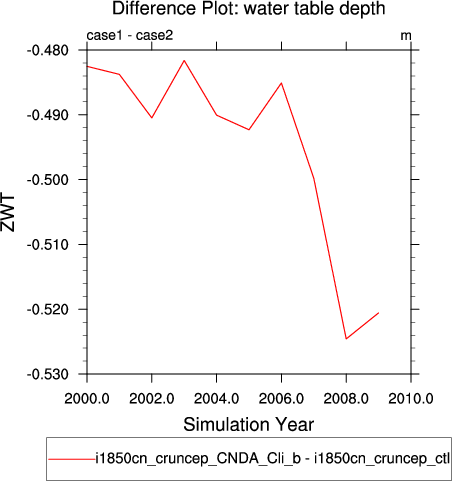 Difference Plot: water table depth
case1 - case2 m
-0.480
-0.490
-0.500
-0.510
-0.520
-0.530
ZWT
2000.0 2002.0 2004.0 2006.0 2008.0 2010.0
Simulation Year
i1850cn_cruncep_CNDA_Cli_b - i1850cn_cruncep_ctl